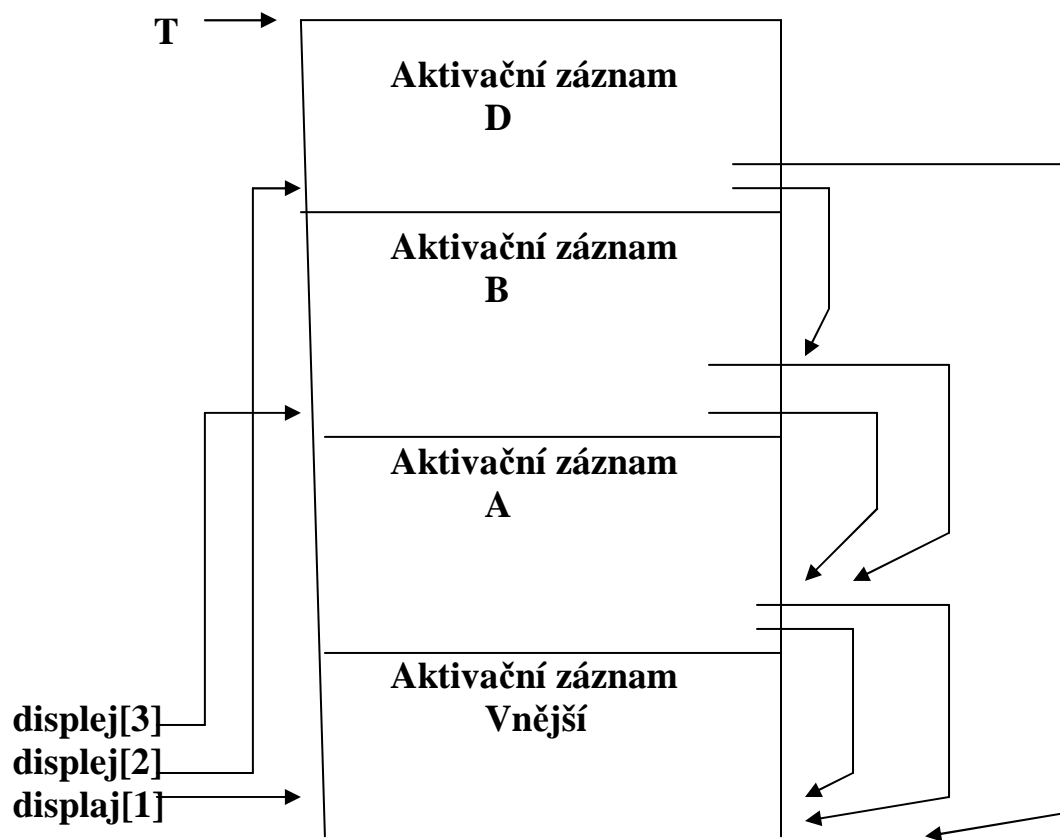 T
Aktivační záznam
D
Aktivační záznam
B
Aktivační záznam
A
Aktivační záznam
Vnější
displej[3]
displej[2]
displaj[1]